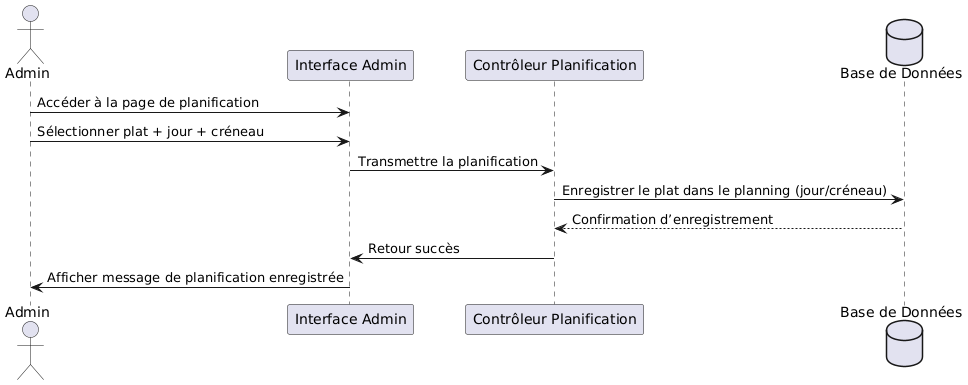 Admin
Interface Admin
Contrôleur Planification
Base de Données
Accéder à la page de planification
Sélectionner plat + jour + créneau
Transmettre la planification
Enregistrer le plat dans le planning (jour/créneau)
Confirmation d’enregistrement
Retour succès
Afficher message de planification enregistrée
Admin
Interface Admin
Contrôleur Planification
Base de Données